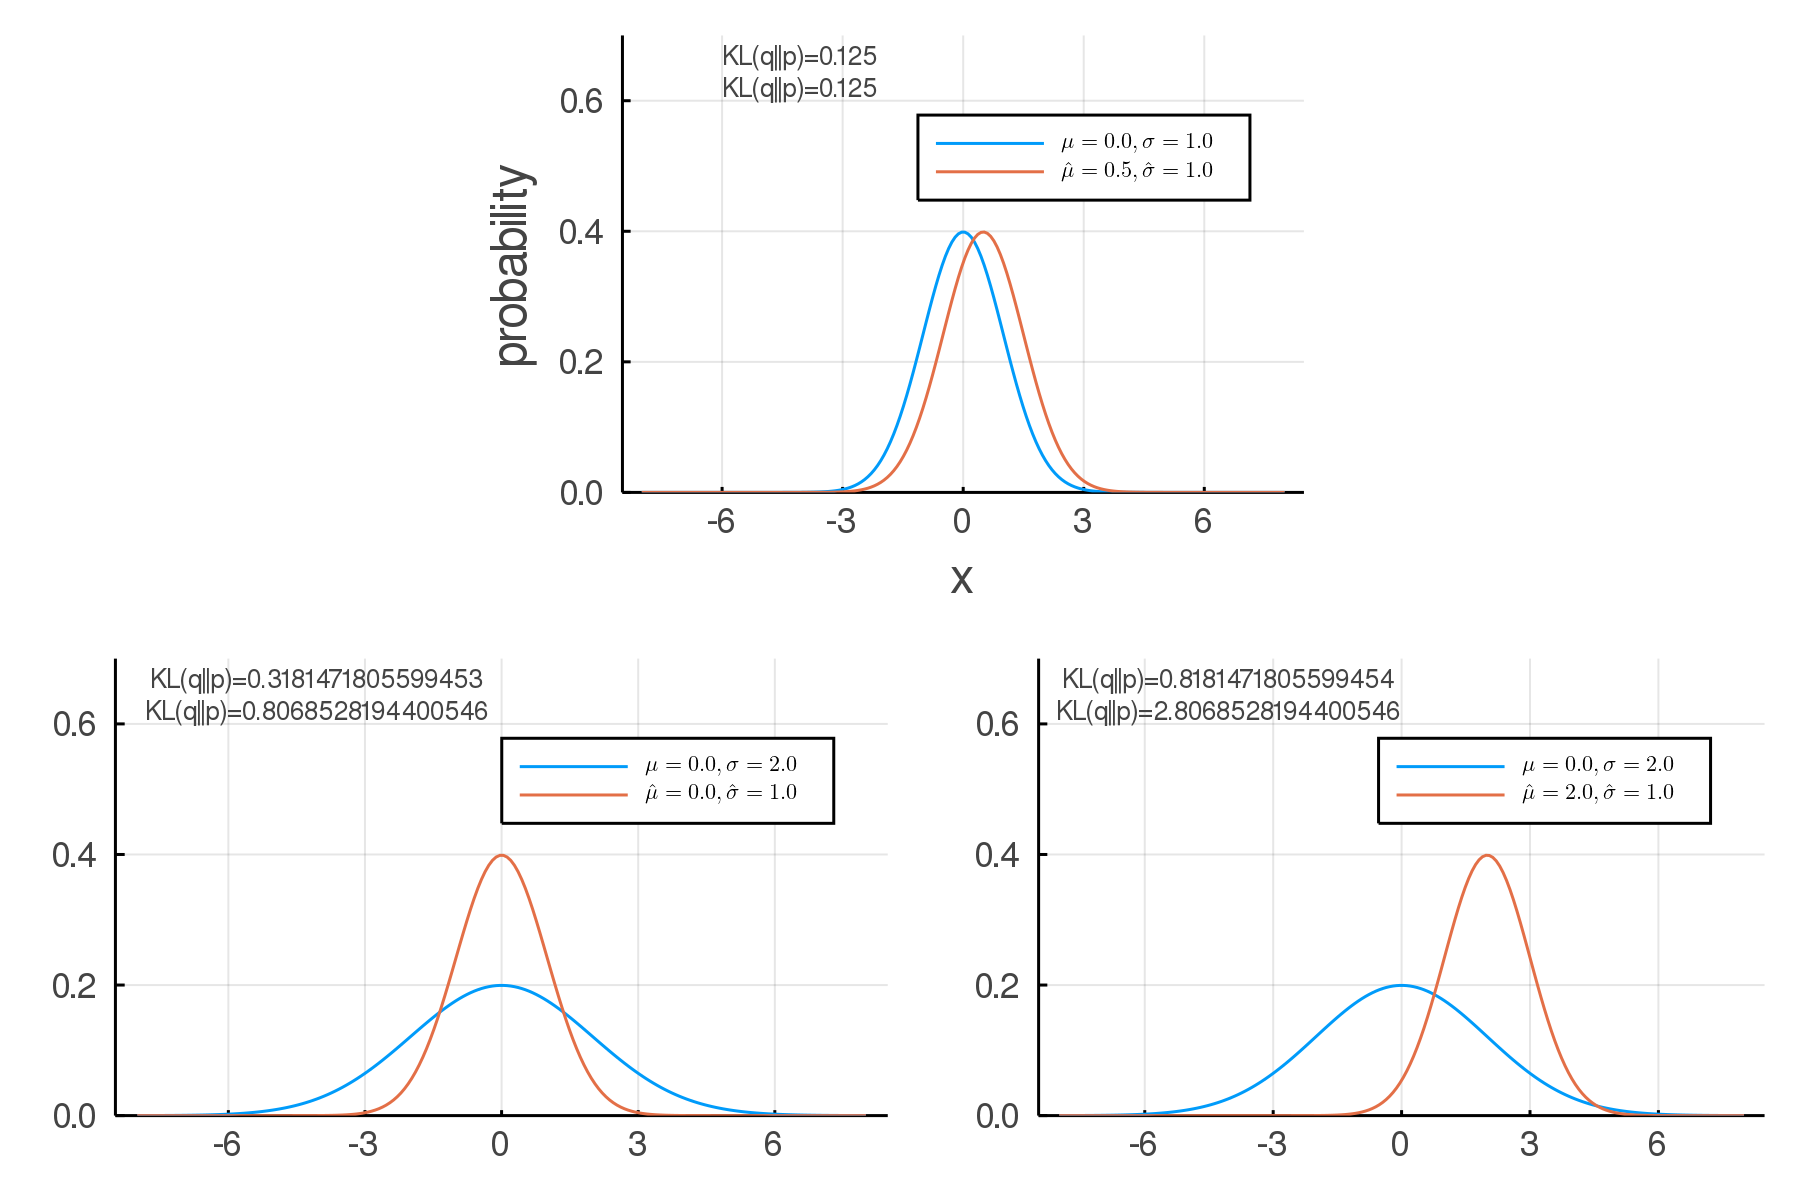 KL(q||p)=0.125
KL(q||p)=0.125
0.6
μ = 0.0, σ = 1.0
μ̂ = 0.5, σ̂ = 1.0
probability
0.4
0.2
0.0
-6 -3 0 3 6
x
KL(q||p)=0.3181471805599453
KL(q||p)=0.8068528194400546
0.6
μ = 0.0, σ = 2.0
μ̂ = 0.0, σ̂ = 1.0
0.4
0.2
0.0
-6 -3 0 3 6
KL(q||p)=0.8181471805599454
KL(q||p)=2.8068528194400546
0.6
μ = 0.0, σ = 2.0
μ̂ = 2.0, σ̂ = 1.0
0.4
0.2
0.0
-6 -3 0 3 6